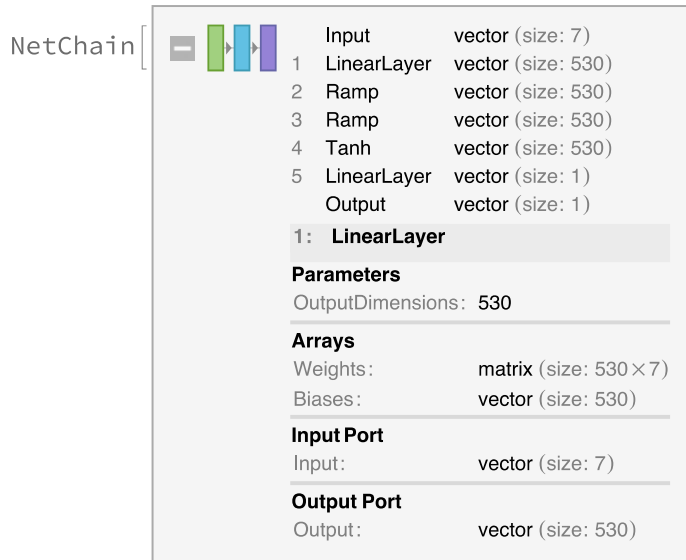 NetChain
Input vector (size: 7)
1 LinearLayer vector (size: 530)
2 Ramp vector (size: 530)
3 Ramp vector (size: 530)
4 Tanh vector (size: 530)
5 LinearLayer vector (size: 1)
Output vector (size: 1)
1: LinearLayer
Parameters
OutputDimensions: 530
Arrays
Weights: matrix (size: 530×7)
Biases: vector (size: 530)
Input Port
Input: vector (size: 7)
Output Port
Output: vector (size: 530)